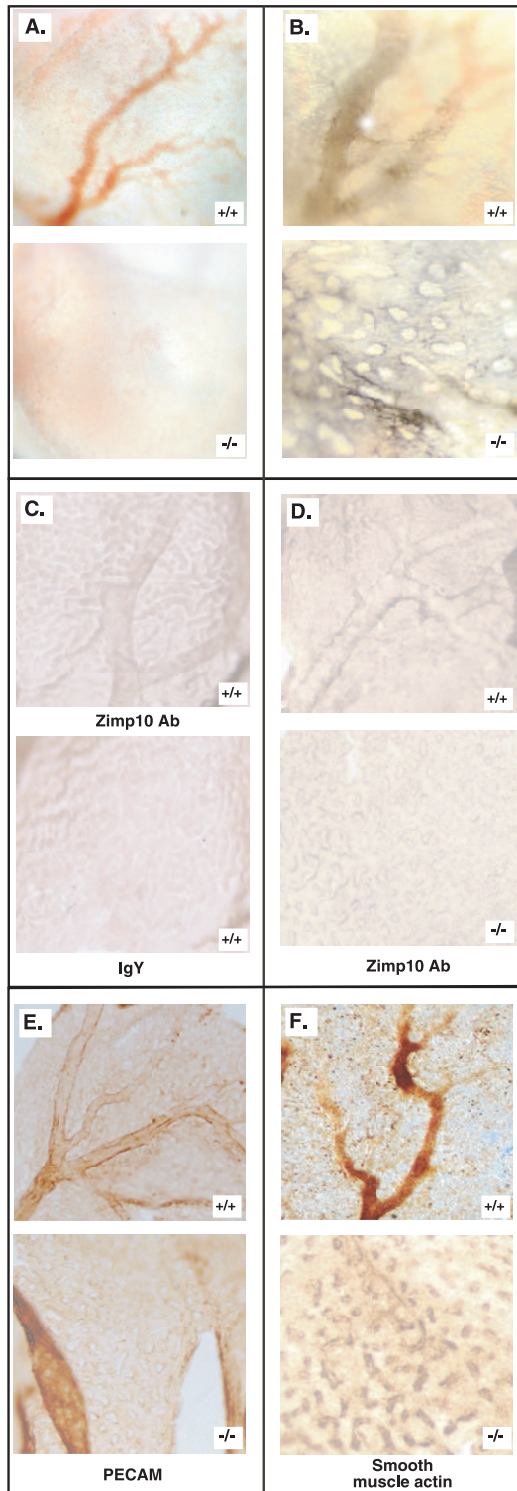 A.
+/+
-/-
B.
+/+
-/-
C.
+/+
Zimp10 Ab
+/+
IgY
D.
+/+
-/-
Zimp10 Ab
E.
+/+
-/-
PECAM
F.
+/+
-/-
Smooth
muscle actin